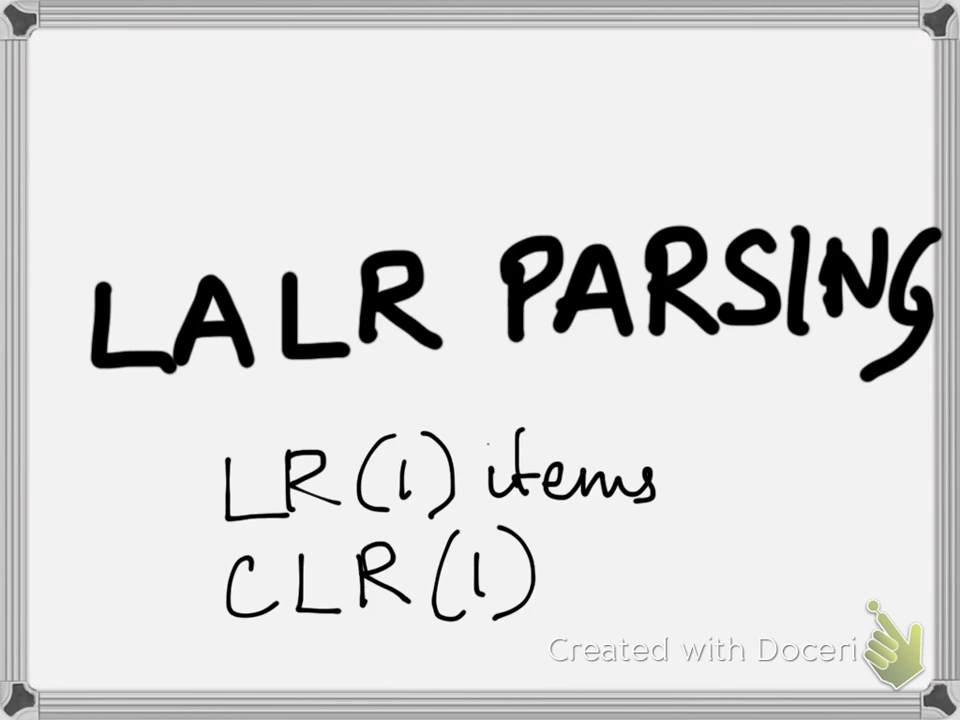 LALR PARSING
LR(1) items
CLR(1)
Created with Doceri